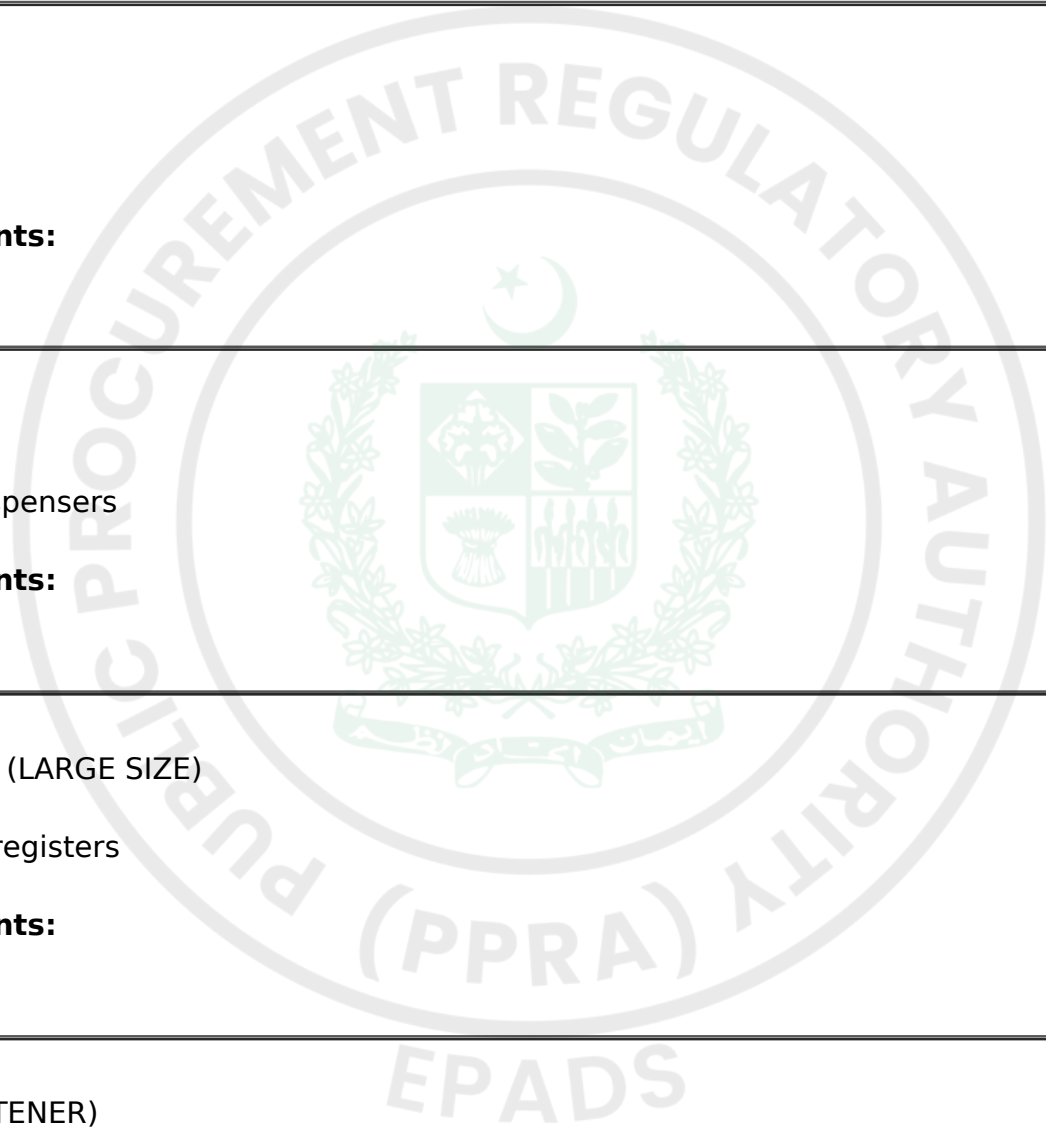 nts:
pensers
nts:
(LARGE SIZE)
registers
nts:
TENER)
PUBLIC PROCUREMENT REGULATORY AUTHORITY
(PPRA)
EPADS